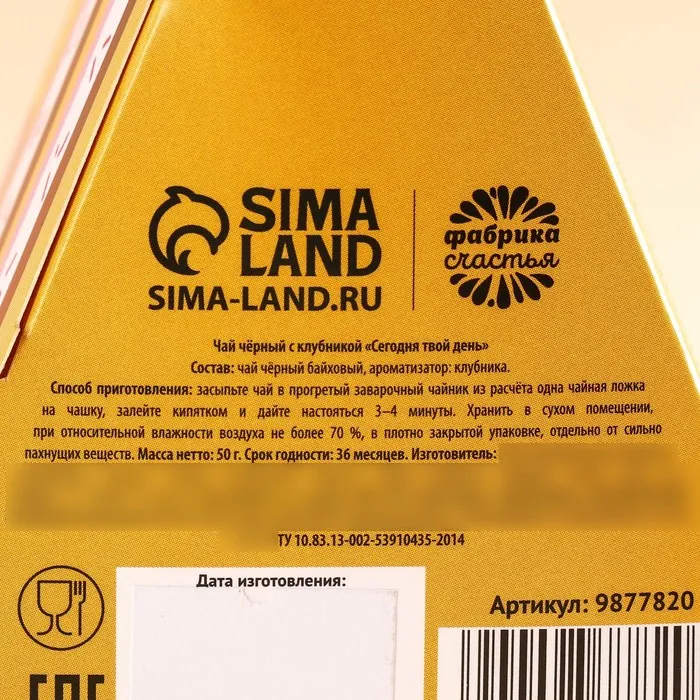 SIMA
LAND
SIMA-LAND.RU
фабрика
счастья
Чай чёрный с клубникой «Сегодня твой день»
Состав: чай чёрный байховый, ароматизатор: клубника.
Способ приготовления: засыпьте чай в прогретый заварочный чайник из расчёта одна чайная ложка
на чашку, залейте кипятком и дайте настояться 3–4 минуты. Хранить в сухом помещении,
при относительной влажности воздуха не более 70 %, в плотно закрытой упаковке, отдельно от сильно
пахнущих веществ. Масса нетто: 50 г. Срок годности: 36 месяцев. Изготовитель:
ТУ 10.83.13-002-53910435-2014
Дата изготовления:
Артикул: 9877820